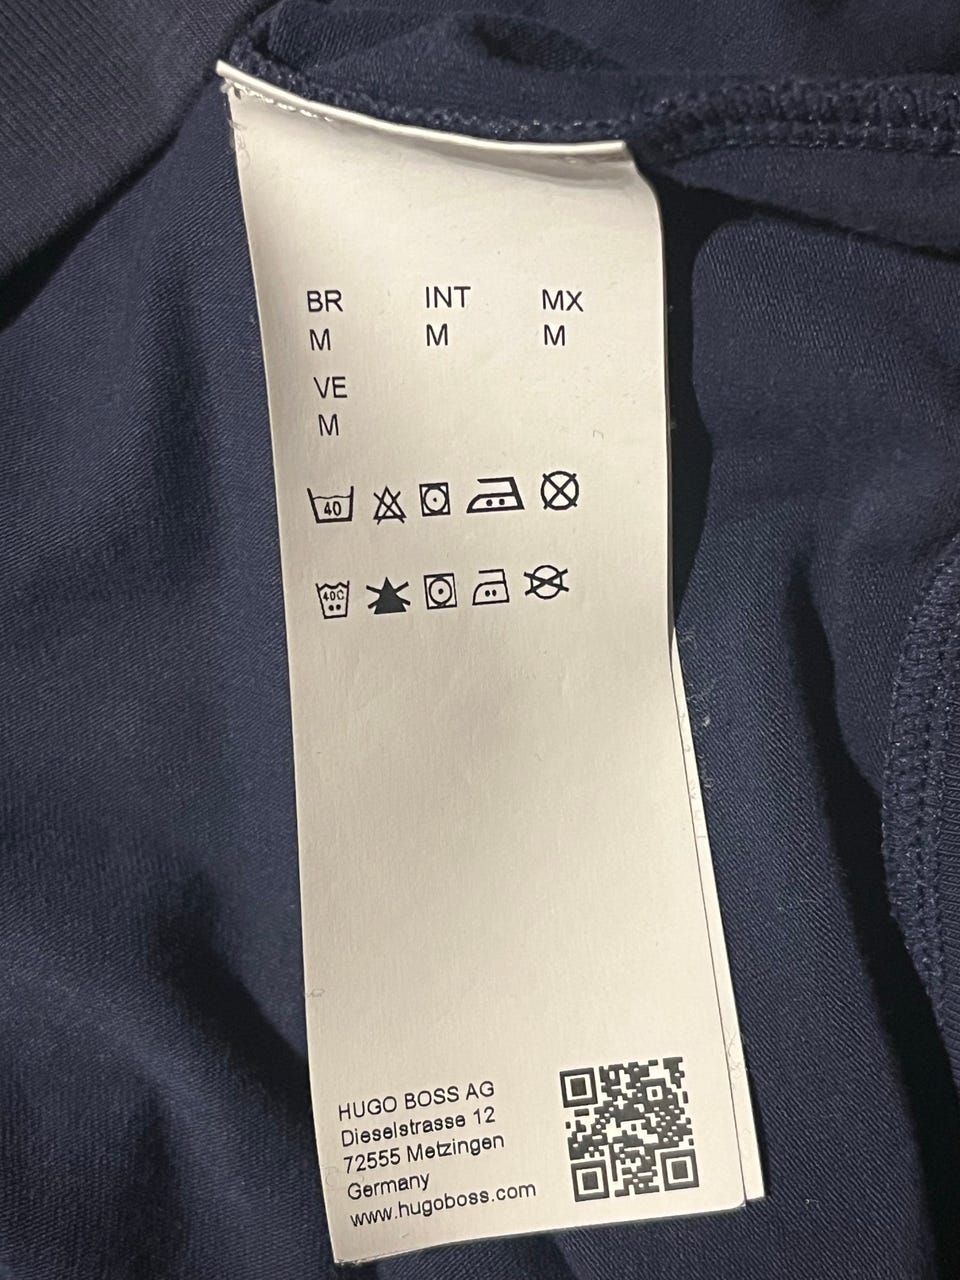 BR INT MX
M M M
VE
M
40
40C
HUGO BOSS AG
Dieselstrasse 12
72555 Metzingen
Germany
www.hugoboss.com